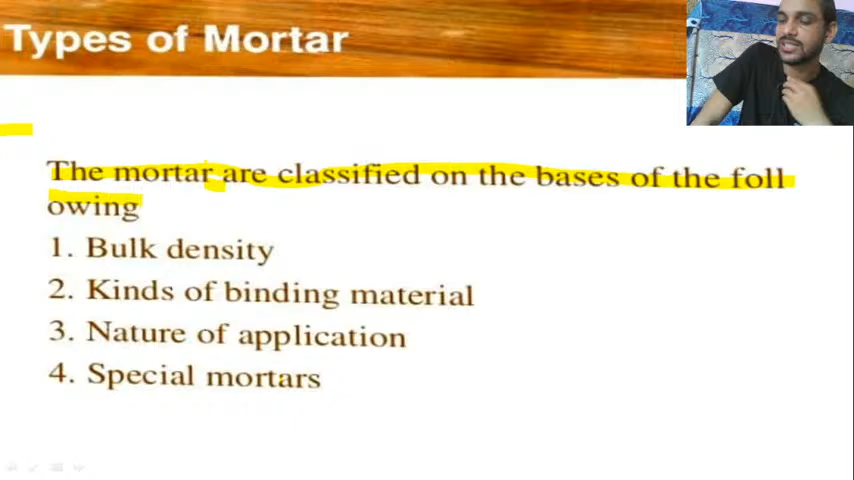 Types of Mortar
The mortar are classified on the bases of the foll
owing
1. Bulk density
2. Kinds of binding material
3. Nature of application
4. Special mortars